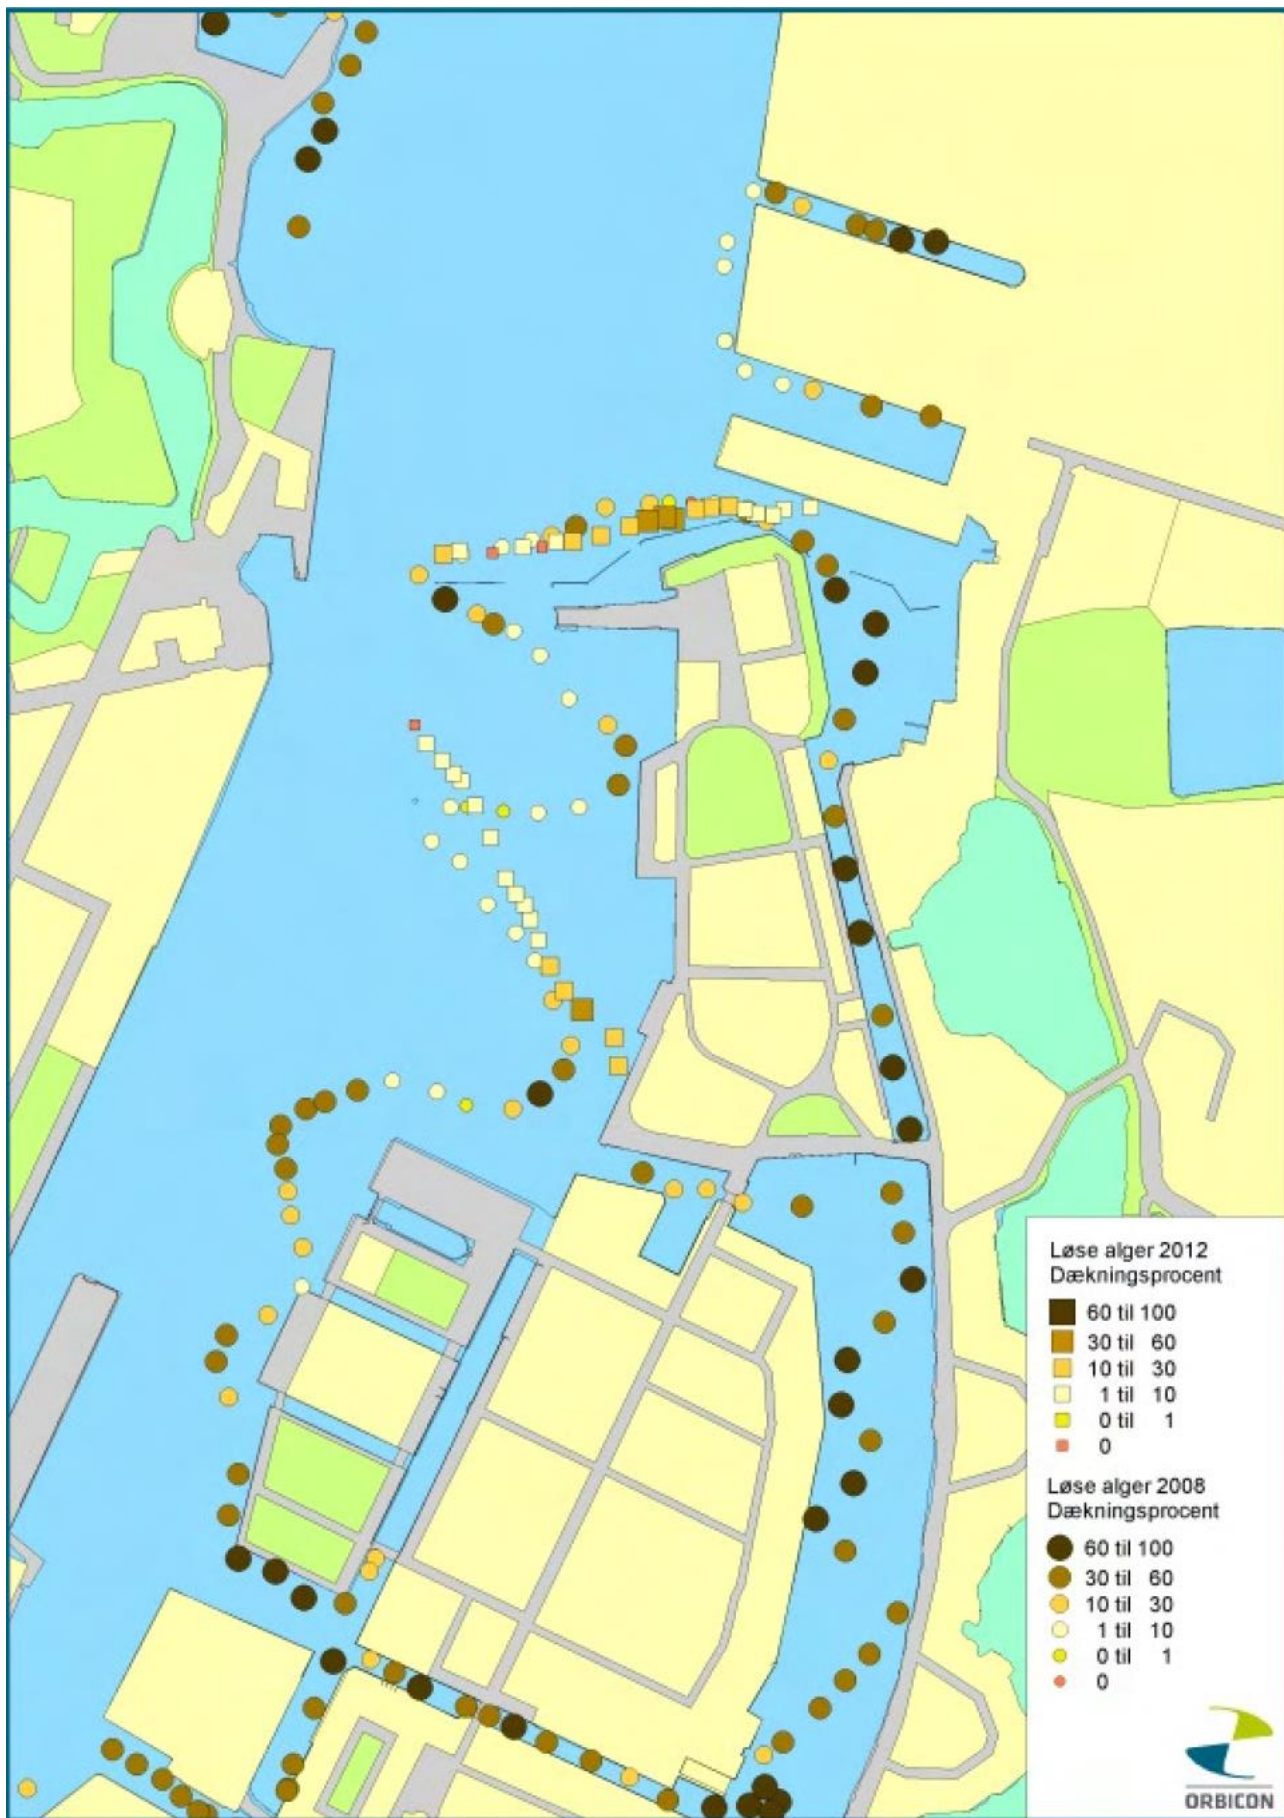 Løse alger 2012
Dækningsprocent
60 til 100
30 til 60
10 til 30
1 til 10
0 til 1
0
Løse alger 2008
Dækningsprocent
60 til 100
30 til 60
10 til 30
1 til 10
0 til 1
0
ORBICON